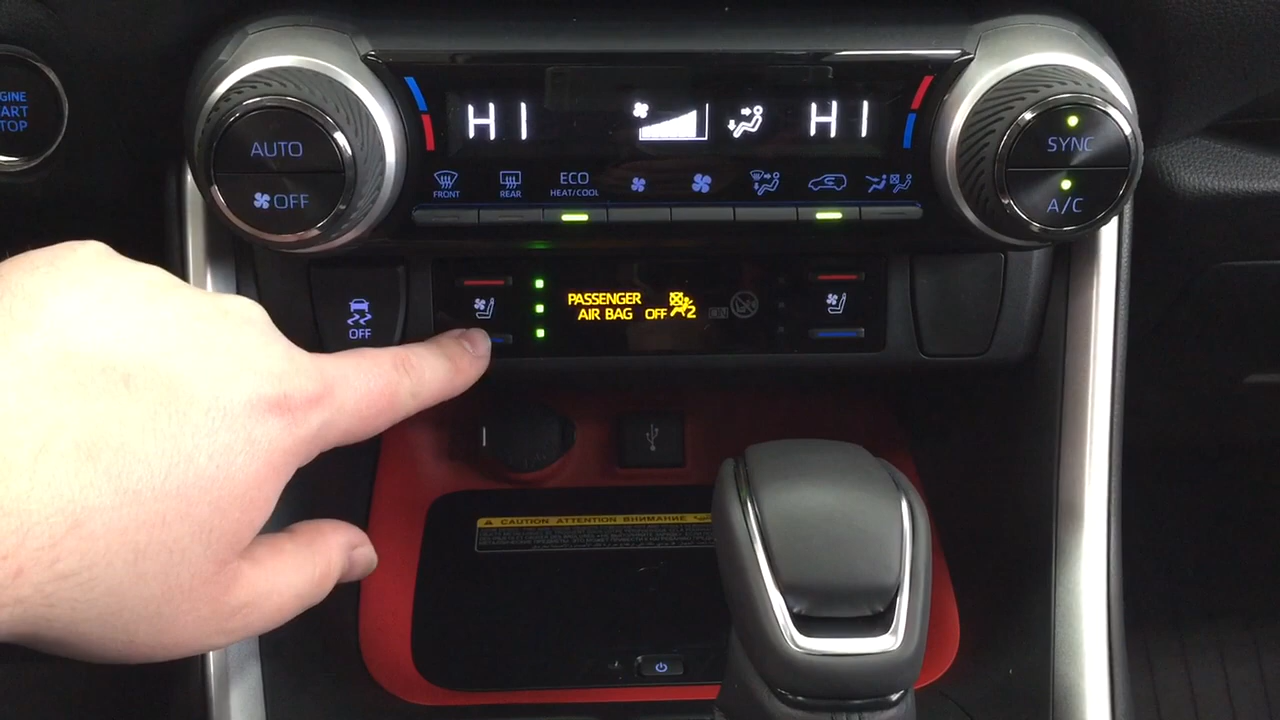 GINE
ART
TOP
AUTO
OFF
HI
HI
SYNC
A/C
FRONT
REAR
ECO
HEAT/COOL
OFF
PASSENGER
AIR BAG OFF
2
CAUTION ATTENTION ВНИМАНИЕ